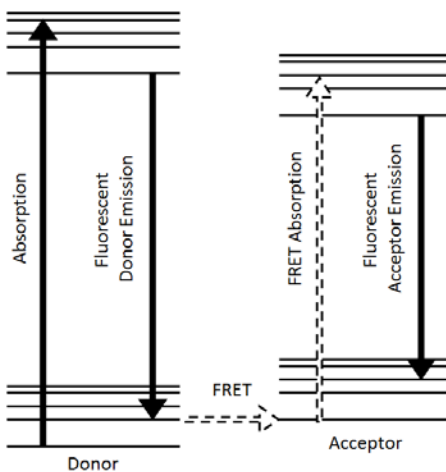 Absorption
Fluorescent
Donor Emission
FRET
FRET Absorption
Fluorescent
Acceptor Emission
Donor
Acceptor